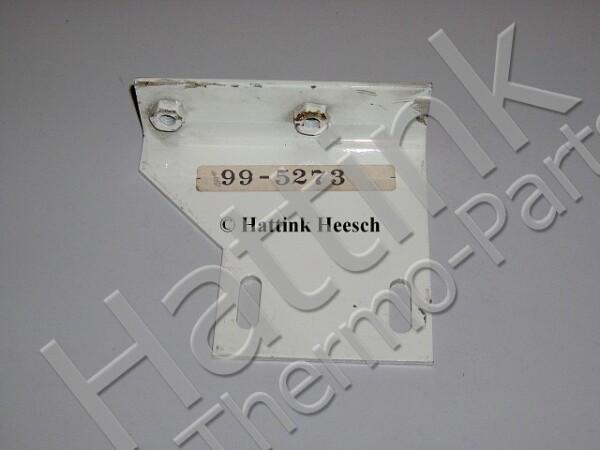 99-5273
© Hattink Heesch
Hattink
Thermo-Parts